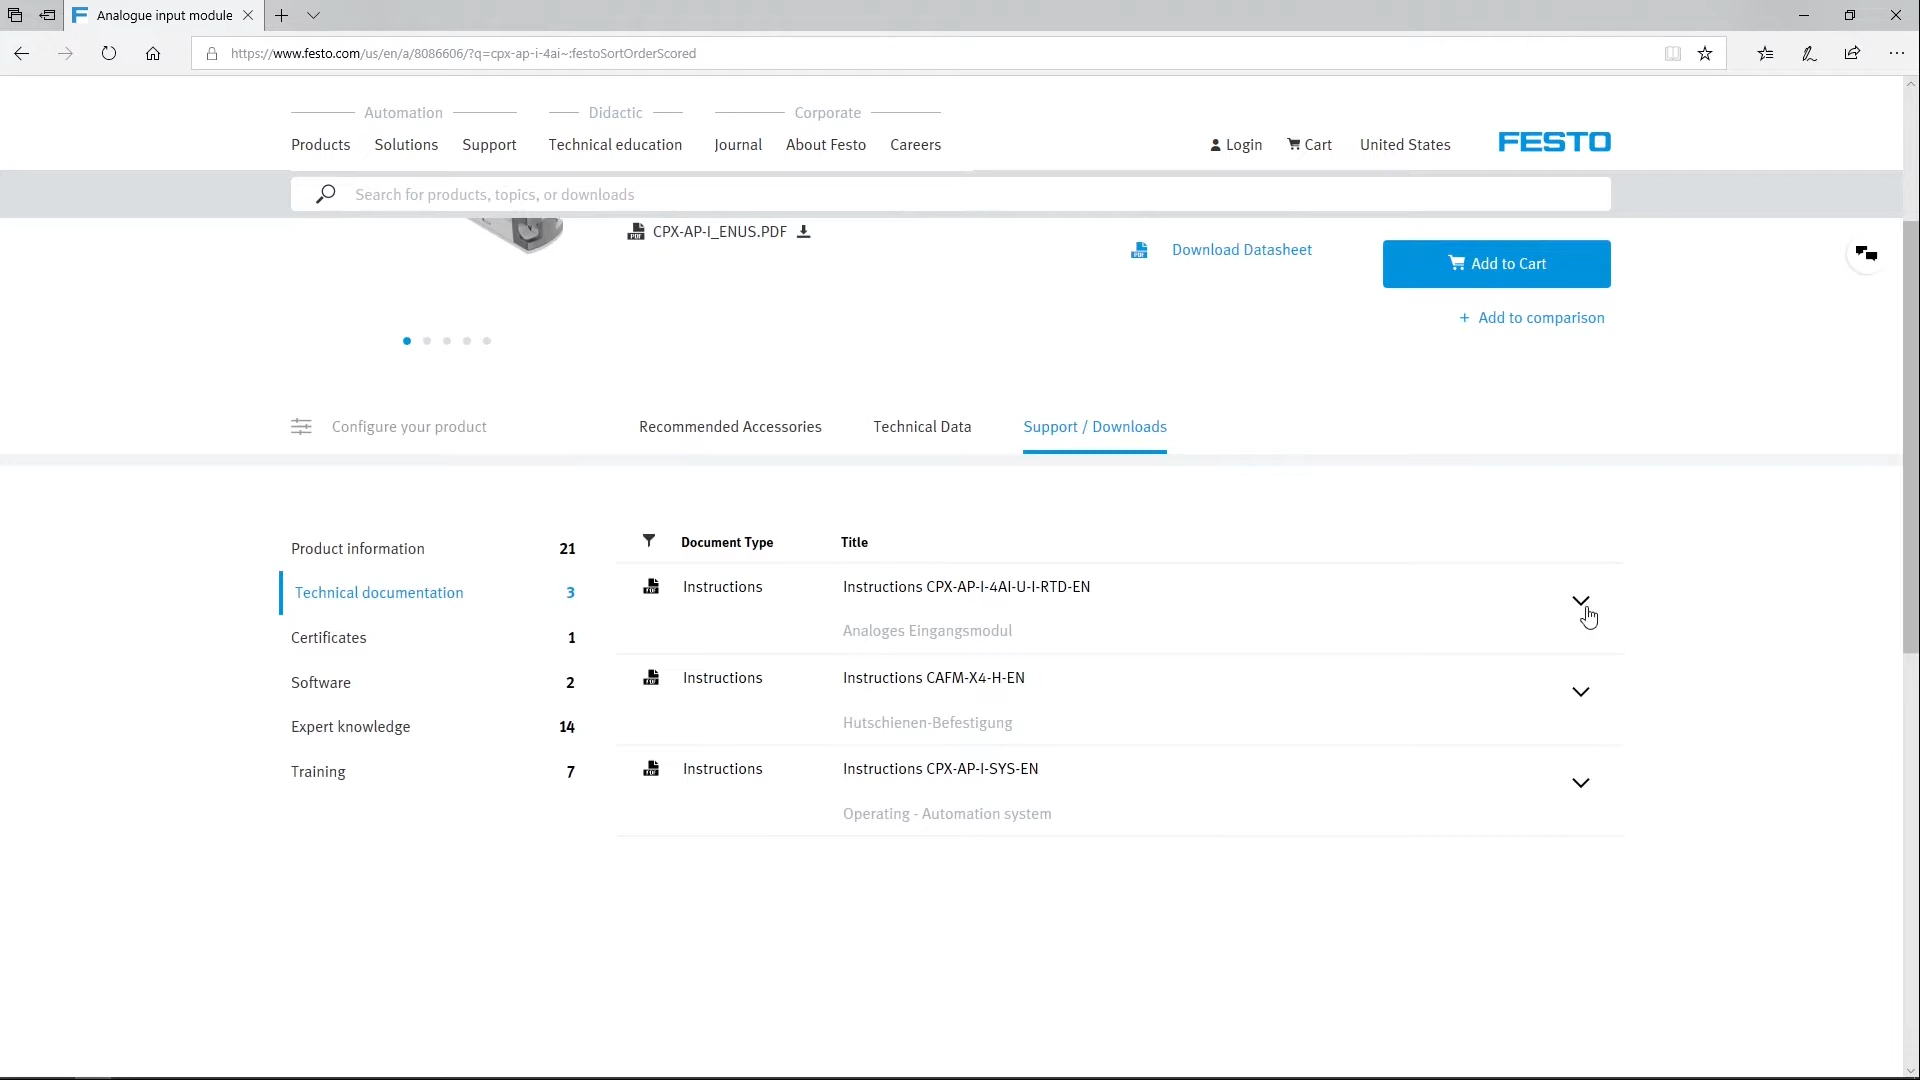 Analogue input module
https://www.festo.com/us/en/a/8086606/?q=cpx-ap-i-4ai~:festoSortOrderScored
Automation Didactic Corporate
Products Solutions Support Technical education Journal About Festo Careers Login Cart United States FESTO
Search for products, topics, or downloads
CPX-AP-I_ENUS.PDF
Download Datasheet
Add to Cart
+ Add to comparison
Configure your product Recommended Accessories Technical Data Support / Downloads
Product information 21
Technical documentation 3
Certificates 1
Software 2
Expert knowledge 14
Training 7
Document Type Title
Instructions Instructions CPX-AP-I-4AI-U-I-RTD-EN
Analoges Eingangsmodul
Instructions Instructions CAFM-X4-H-EN
Hutschienen-Befestigung
Instructions Instructions CPX-AP-I-SYS-EN
Operating - Automation system